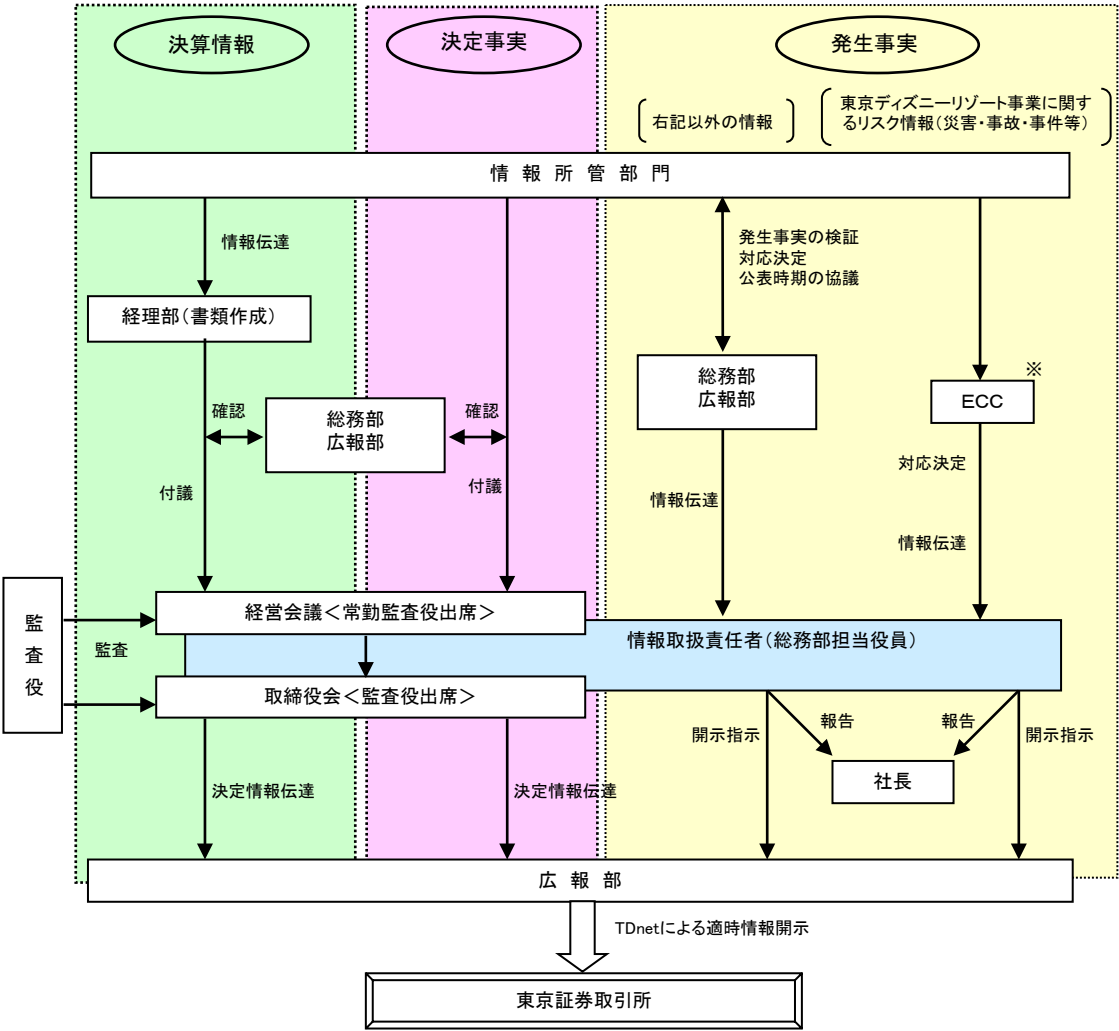 決算情報
決定事実
発生事実
右記以外の情報
東京ディズニーリゾート事業に関す
るリスク情報(災害・事故・事件等)
情報所管部門
情報伝達
発生事実の検証
対応決定
公表時期の協議
経理部(書類作成)
総務部
広報部
※
ECC
確認
総務部
広報部
確認
付議
付議
情報伝達
対応決定
情報伝達
監査役
監査
経営会議<常勤監査役出席>
情報取扱責任者(総務部担当役員)
取締役会<監査役出席>
開示指示
報告
報告
開示指示
社長
決定情報伝達
決定情報伝達
広報部
TDnetによる適時情報開示
東京証券取引所